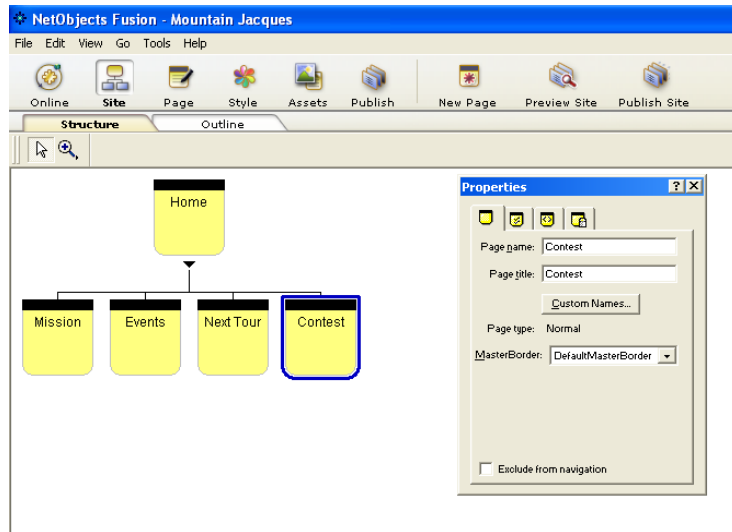 NetObjects Fusion - Mountain Jacques
File Edit View Go Tools Help
Online Site Page Style Assets Publish New Page Preview Site Publish Site
Structure Outline
Home
Mission Events Next Tour Contest
Properties
Page name: Contest
Page title: Contest
Custom Names...
Page type: Normal
MasterBorder: DefaultMasterBorder
Exclude from navigation